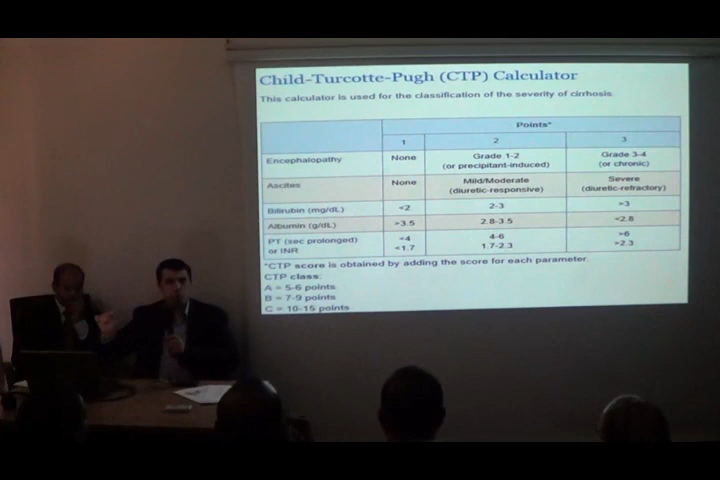 Child-Turcotte-Pugh (CTP) Calculator
This calculator is used for the classification of the severity of cirrhosis.
Points*
1 2 3
Encephalopathy None Grade 1-2 (or precipitant-induced) Grade 3-4 (or chronic)
Ascites None Mild/Moderate (diuretic-responsive) Severe (diuretic-refractory)
Bilirubin (mg/dL) <2 2-3 >3
Albumin (g/dL) >3.5 2.8-3.5 <2.8
PT (sec prolonged) <4 4-6 >6
or INR <1.7 1.7-2.3 >2.3
*CTP score is obtained by adding the score for each parameter.
CTP class:
A = 5-6 points
B = 7-9 points
C = 10-15 points